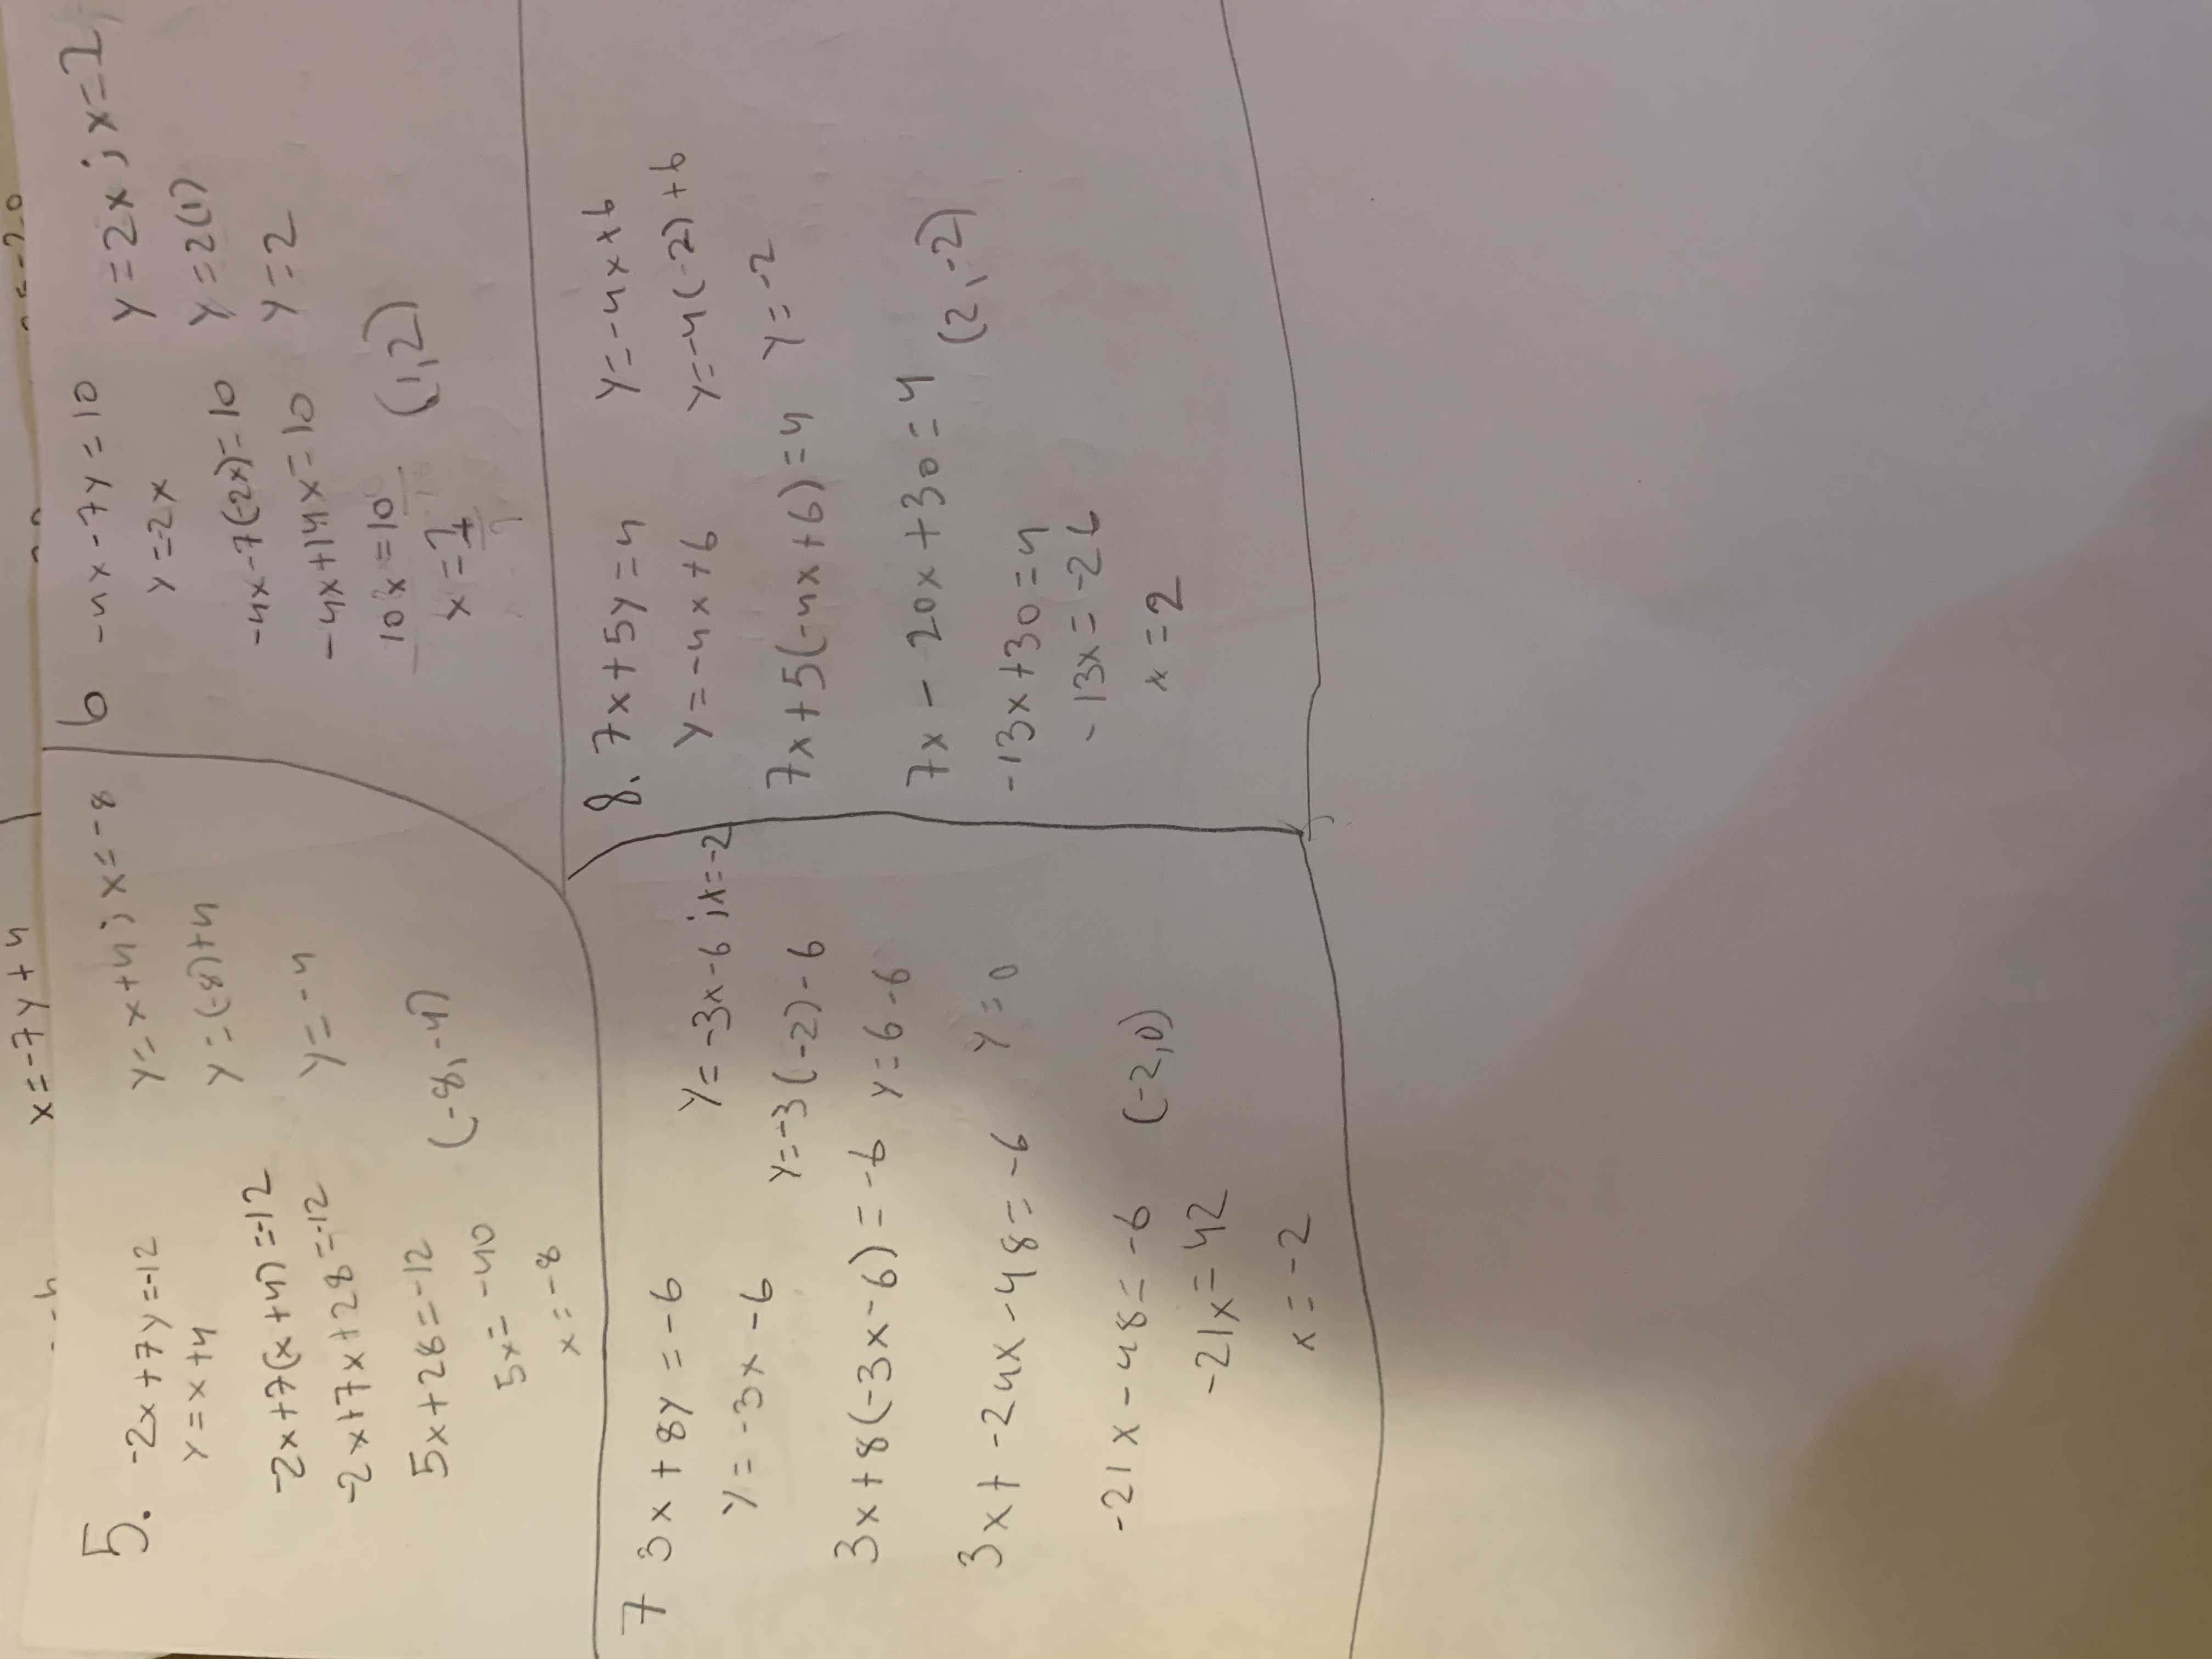 x=-7y+4
5.
-2x+7y=-12
y=x+4
-2x+7(x+4)=-12
-2x+7x+28=-12
5x+28=-12
5x=-40
x=-8
y=x+4; x=-8
y=(-8)+4
y=-4
(-8,-4)
6
-4x-7y=10
y=-2x
-4x-7(-2x)=10
-4x+14x=10
10x=10
x=1
y=2x; x=1
y=2(1)
y=2
(1,2)
7
3x+8y=-6
y=-3x-6
3x+8(-3x-6)=-6
3x+-24x-48=-6
-21x-48=-6
-21x=42
x=-2
y=-3x-6; x=-2
y=-3(-2)-6
y=6-6
y=0
(-2,0)
8. 7x+5y=4
y=-4x+6
7x+5(-4x+6)=4
7x-20x+30=4
-13x+30=4
-13x=-26
x=2
y=-4x+6
y=-4(-2)+6
y=-2
(2,-2)